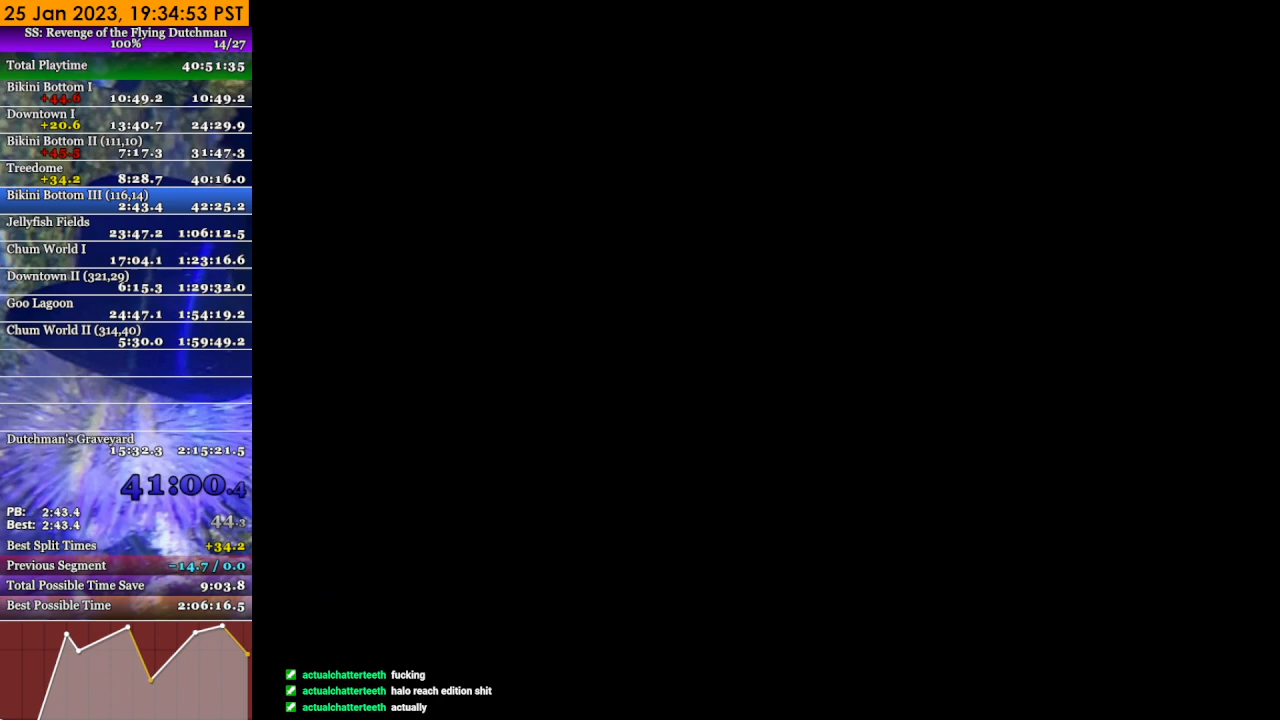 25 Jan 2023, 19:34:53 PST
SS: Revenge of the Flying Dutchman
100% 14/27
Total Playtime 40:51:35
Bikini Bottom I
+44.6 10:49.2 10:49.2
Downtown I
+20.6 13:40.7 24:29.9
Bikini Bottom II (111,10)
+45.5 7:17.3 31:47.3
Treedome
+34.2 8:28.7 40:16.0
Bikini Bottom III (116,14)
2:43.4 42:25.2
Jellyfish Fields
23:47.2 1:06:12.5
Chum World I
17:04.1 1:23:16.6
Downtown II (321,29)
6:15.3 1:29:32.0
Goo Lagoon
24:47.1 1:54:19.2
Chum World II (314,40)
5:30.0 1:59:49.2
Dutchman's Graveyard
15:32.3 2:15:21.5
41:00.4
PB: 2:43.4
Best: 2:43.4 44.3
Best Split Times +34.2
Previous Segment -14.7 / 0.0
Total Possible Time Save 9:03.8
Best Possible Time 2:06:16.5
actualchatterteeth fucking
actualchatterteeth halo reach edition shit
actualchatterteeth actually